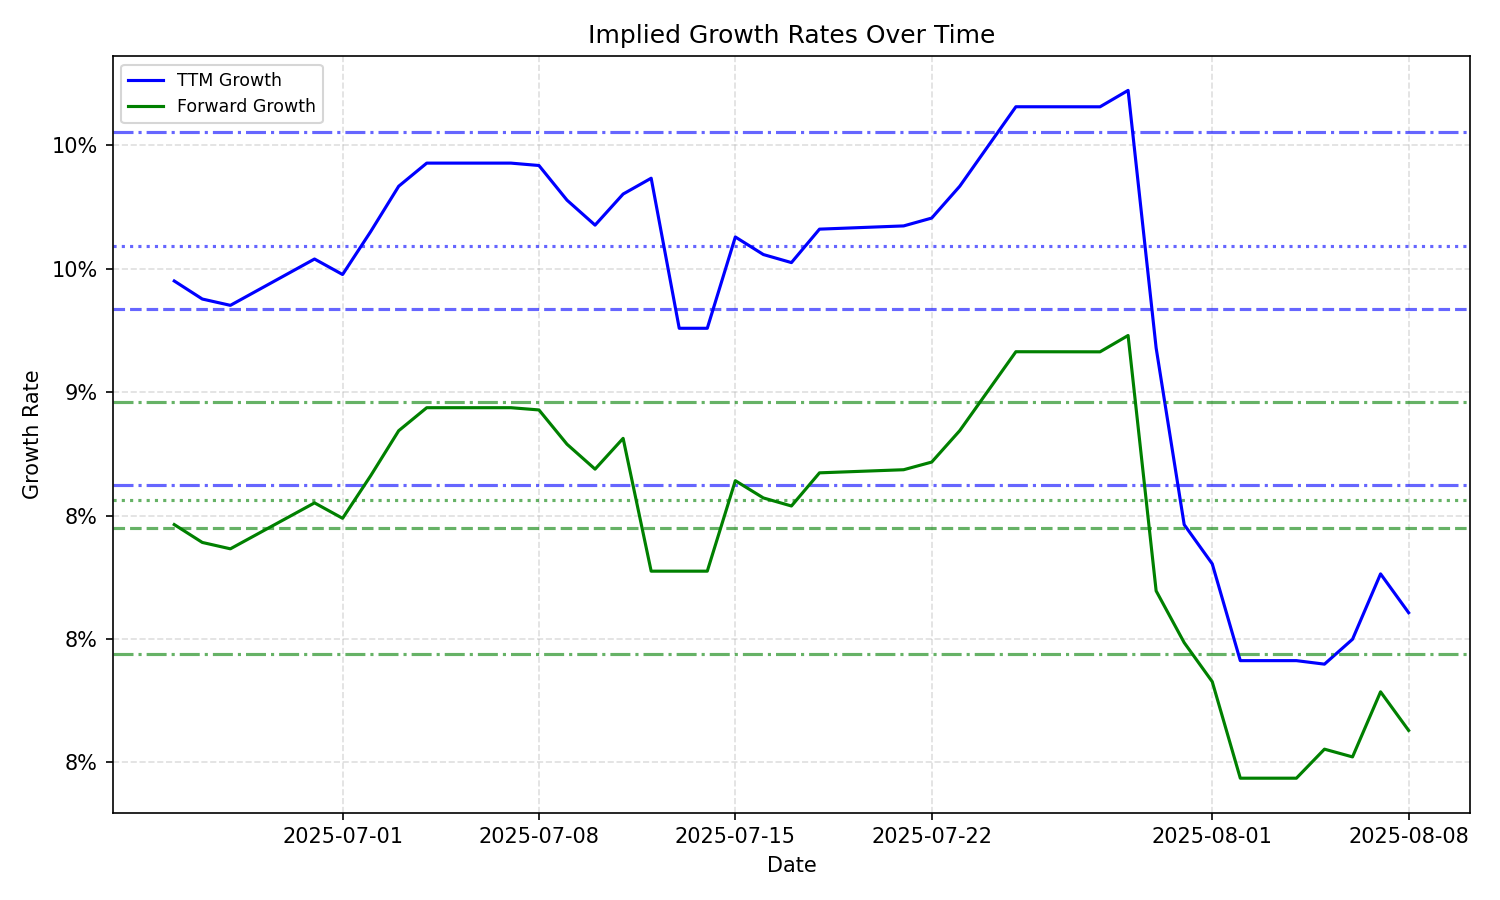 Implied Growth Rates Over Time
TTM Growth
Forward Growth
10%
10%
9%
8%
8%
8%
Growth Rate
2025-07-01
2025-07-08
2025-07-15
2025-07-22
2025-08-01
2025-08-08
Date